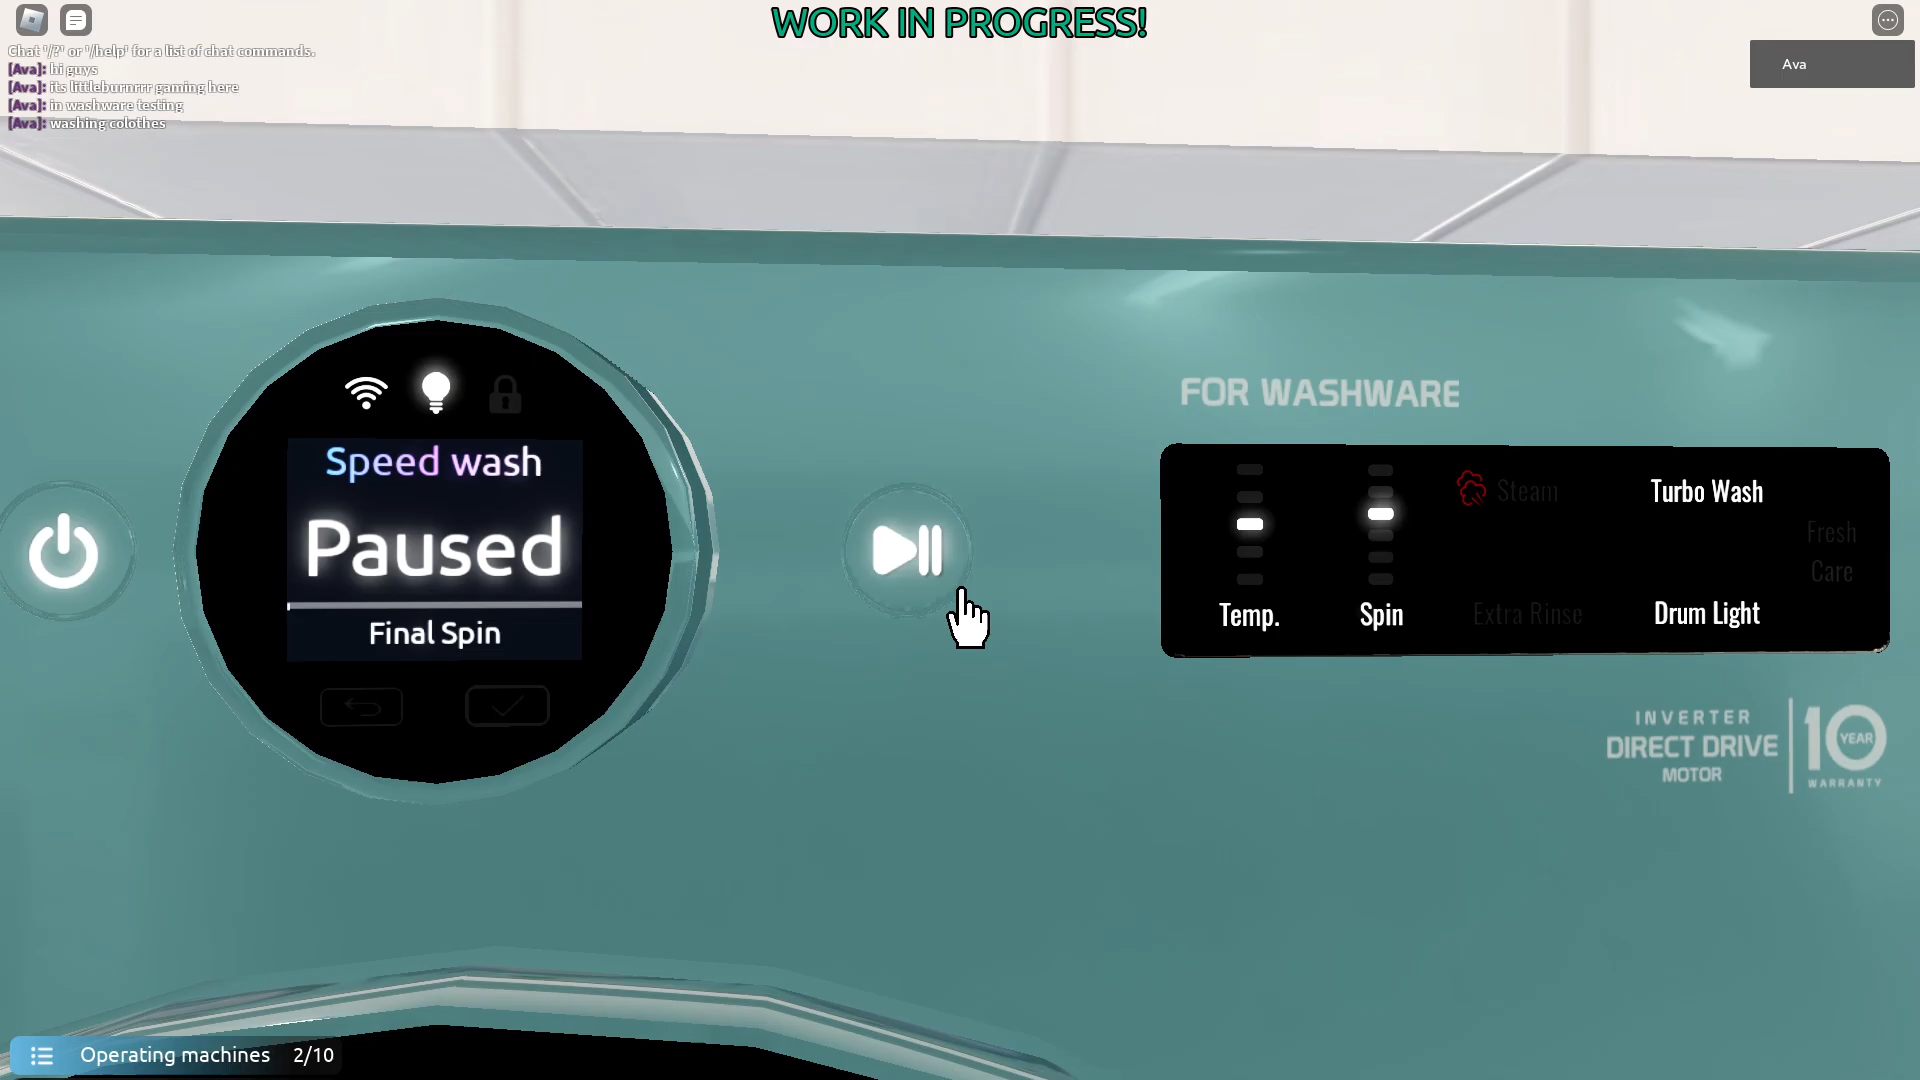 WORK IN PROGRESS!
Chat '/?' or '/help' for a list of chat commands.
[Ava]: hi guys
[Ava]: its littleburnrrr gaming here
[Ava]: in washware testing
[Ava]: washing colothes
Ava
Speed wash
Paused
Final Spin
FOR WASHWARE
Temp.
Spin
Steam
Extra Rinse
Turbo Wash
Drum Light
Fresh
Care
INVERTER
DIRECT DRIVE
MOTOR
10
YEAR
WARRANTY
Operating machines 2/10